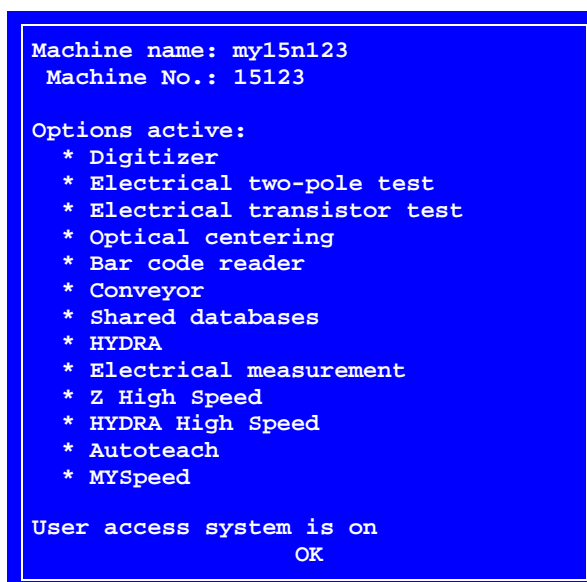 Machine name: my15n123
Machine No.: 15123
Options active:
* Digitizer
* Electrical two-pole test
* Electrical transistor test
* Optical centering
* Bar code reader
* Conveyor
* Shared databases
* HYDRA
* Electrical measurement
* Z High Speed
* HYDRA High Speed
* Autoteach
* MYSpeed
User access system is on
OK